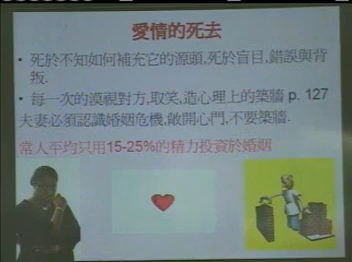 愛情的死去
• 死於不知如何補充它的源頭,死於盲目,錯誤與背
叛.
• 每一次的漠視對方,取笑,造心理上的築牆 p. 127
夫妻必須認識婚姻危機,敞開心門,不要築牆.
常人平均只用15-25%的精力投資於婚姻